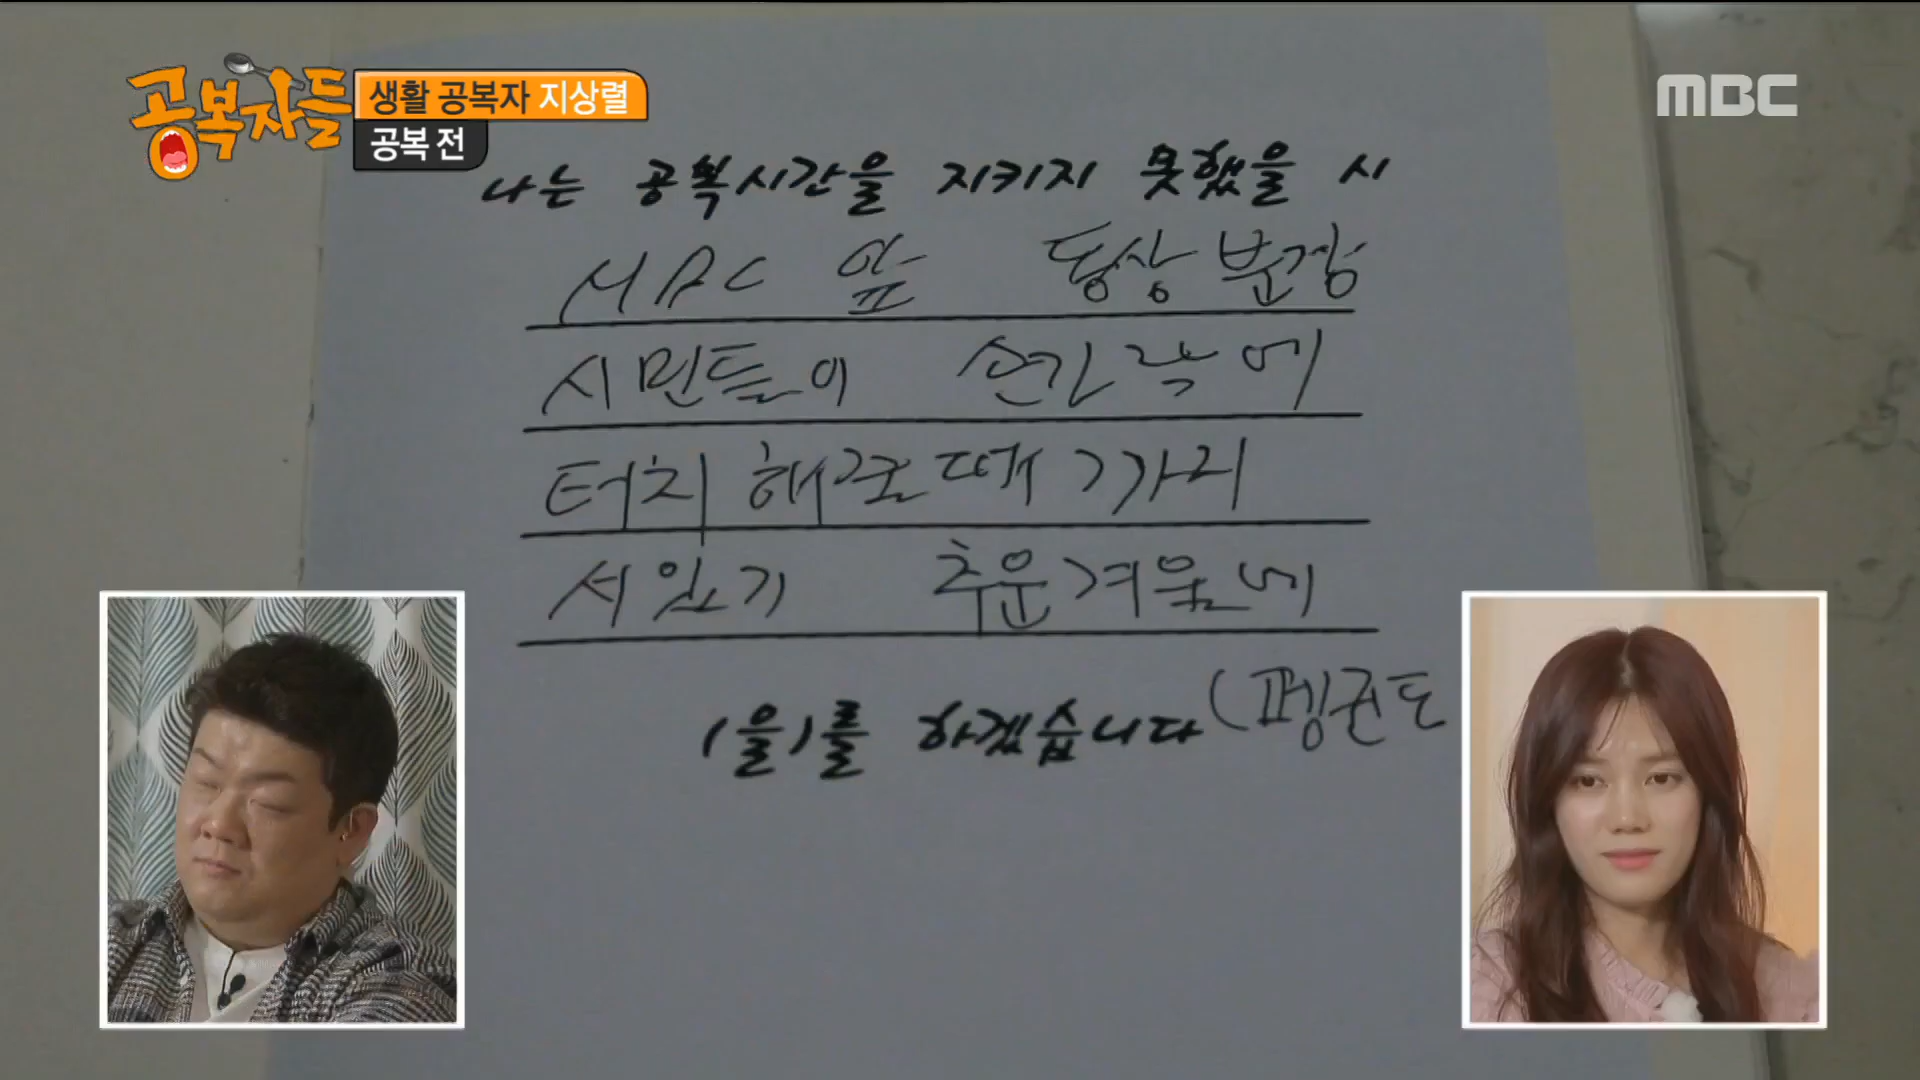 공복자들
생활 공복자 지상렬
공복 전
MBC
나는 공복시간을 지키지 못했을 시
MBC 앞 동상분장
시민들이 손가락에
터치 해줄때 까지
서있기 추운겨울에
(을)를 하겠습니다 (펭귄도